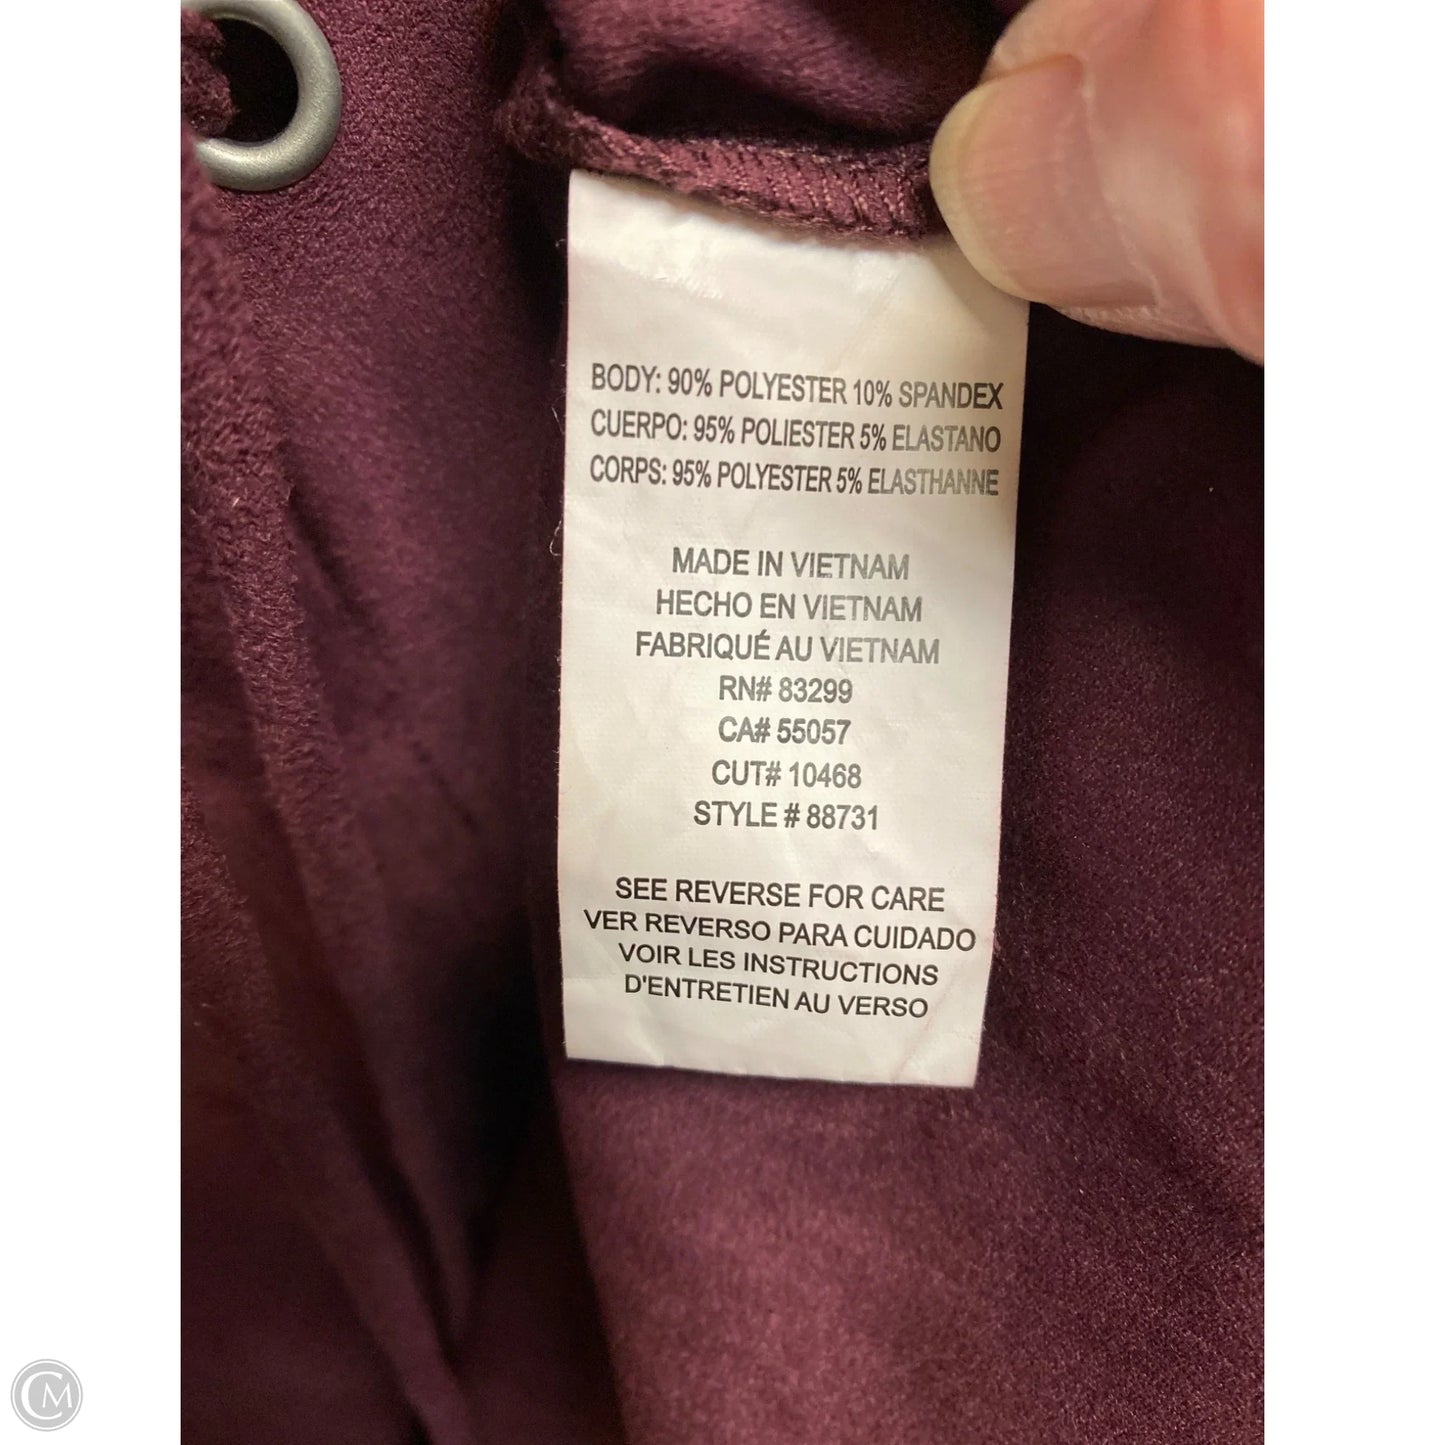 BODY: 90% POLYESTER 10% SPANDEX
CUERPO: 95% POLIESTER 5% ELASTANO
CORPS: 95% POLYESTER 5% ELASTHANNE
MADE IN VIETNAM
HECHO EN VIETNAM
FABRIQUÉ AU VIETNAM
RN# 83299
CA# 55057
CUT# 10468
STYLE # 88731
SEE REVERSE FOR CARE
VER REVERSO PARA CUIDADO
VOIR LES INSTRUCTIONS
D'ENTRETIEN AU VERSO
CM